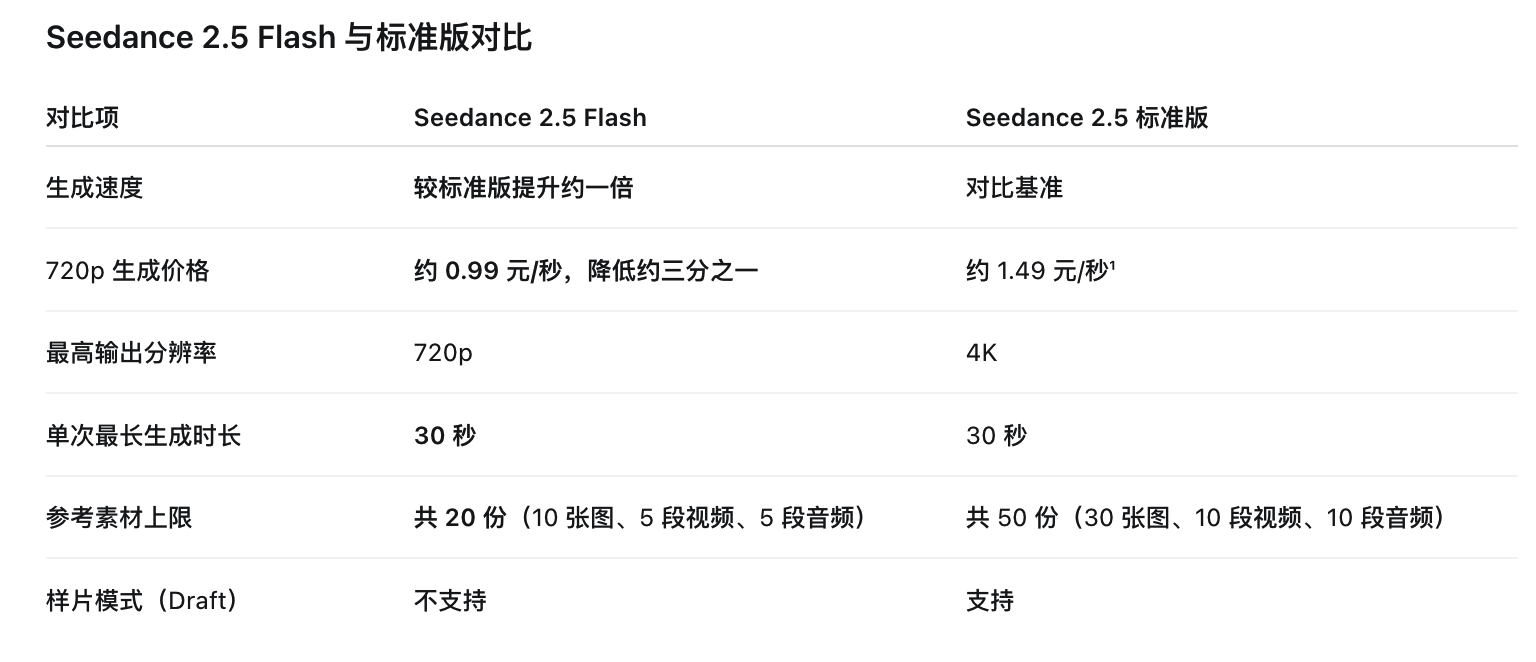 Seedance 2.5 Flash 与标准版对比
对比项 Seedance 2.5 Flash Seedance 2.5 标准版
生成速度 较标准版提升约一倍 对比基准
720p 生成价格 约 0.99 元/秒，降低约三分之一 约 1.49 元/秒¹
最高输出分辨率 720p 4K
单次最长生成时长 30 秒 30 秒
参考素材上限 共 20 份（10 张图、5 段视频、5 段音频） 共 50 份（30 张图、10 段视频、10 段音频）
样片模式（Draft） 不支持 支持